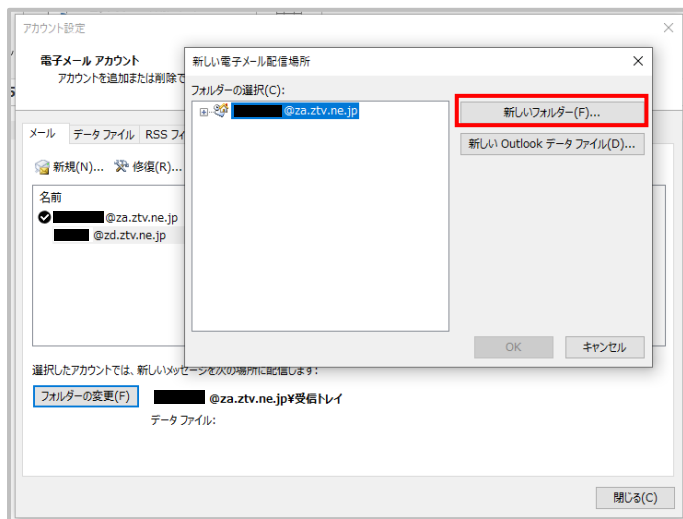 アカウント設定
電子メール アカウント
アカウントを追加または削除で
メール
データ ファイル
RSS フィ
新規(N)...
修復(R)...
名前
@za.ztv.ne.jp
@zd.ztv.ne.jp
新しい電子メール配信場所
フォルダーの選択(C):
@za.ztv.ne.jp
新しいフォルダー(F)...
新しい Outlook データ ファイル(D)...
OK
キャンセル
選択したアカウントでは、新しいメッセージを次の場所に配信します:
フォルダーの変更(F)
@za.ztv.ne.jp¥受信トレイ
データ ファイル:
閉じる(C)